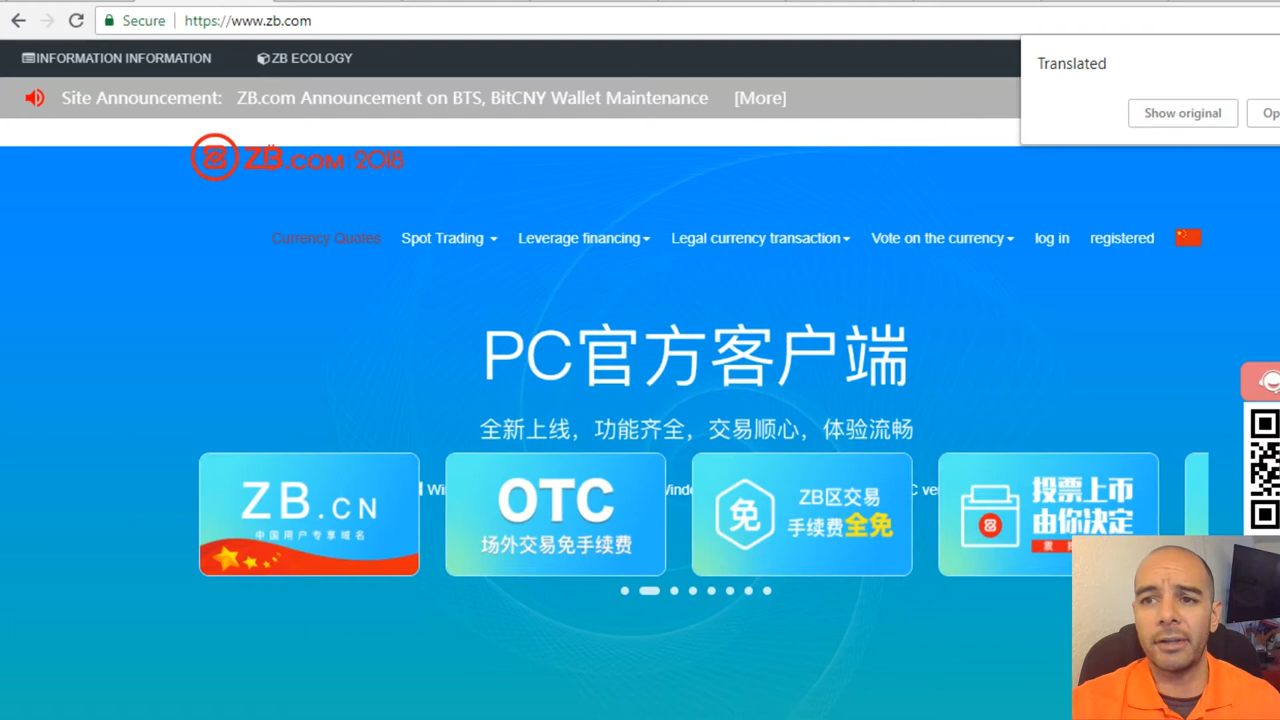 Secure https://www.zb.com
INFORMATION INFORMATION ZB ECOLOGY
Translated
Site Announcement: ZB.com Announcement on BTS, BitCNY Wallet Maintenance [More]
Show original
ZB.COM 2018
Currency Quotes Spot Trading Leverage financing Legal currency transaction Vote on the currency log in registered
PC官方客户端
全新上线，功能齐全，交易顺心，体验流畅
ZB.CN
中国用户专享域名
OTC
场外交易免手续费
免
ZB区交易
手续费全免
投票上币
由你决定